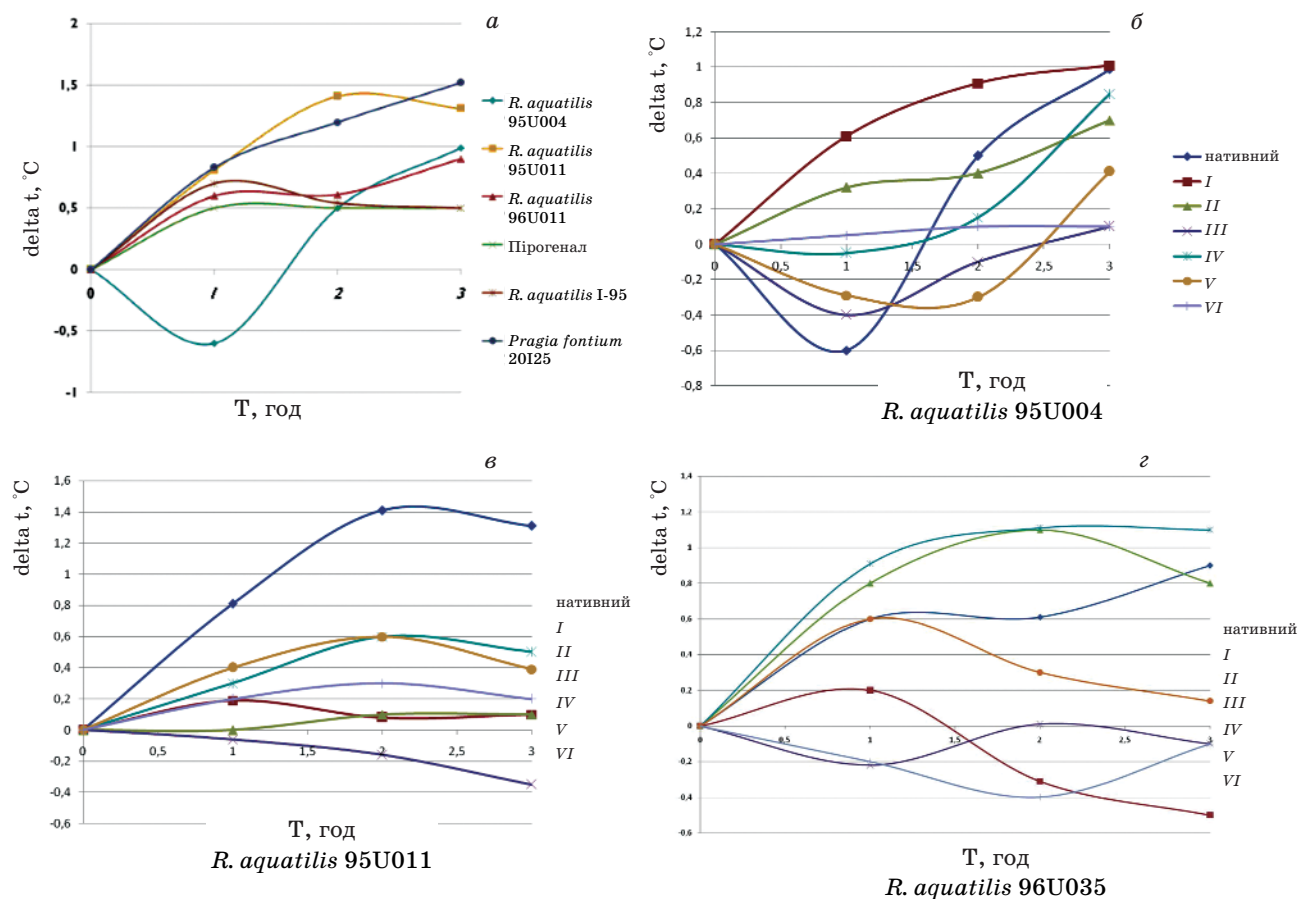 а
delta t, °C
2
1,5
1
0,5
0
-0,5
-1
0 1 2 3
T, год
R. aquatilis
95U004
R. aquatilis
95U011
R. aquatilis
96U011
Пірогенал
R. aquatilis I-95
Pragia fontium
20I25
б
delta t, °C
1,2
1
0,8
0,6
0,4
0,2
0
-0,2
-0,4
-0,6
-0,8
0 0,5 1 1,5 2 2,5 3
T, год
R. aquatilis 95U004
нативний
I
II
III
IV
V
VI
в
delta t, °C
1,6
1,4
1,2
1
0,8
0,6
0,4
0,2
0
-0,2
-0,4
-0,6
0 0,5 1 1,5 2 2,5 3
T, год
R. aquatilis 95U011
нативний
I
II
III
IV
V
VI
г
delta t, °C
1,4
1,2
1
0,8
0,6
0,4
0,2
0
-0,2
-0,4
-0,6
0 0,5 1 1,5 2 2,5 3
T, год
R. aquatilis 96U035
нативний
I
II
III
IV
V
VI